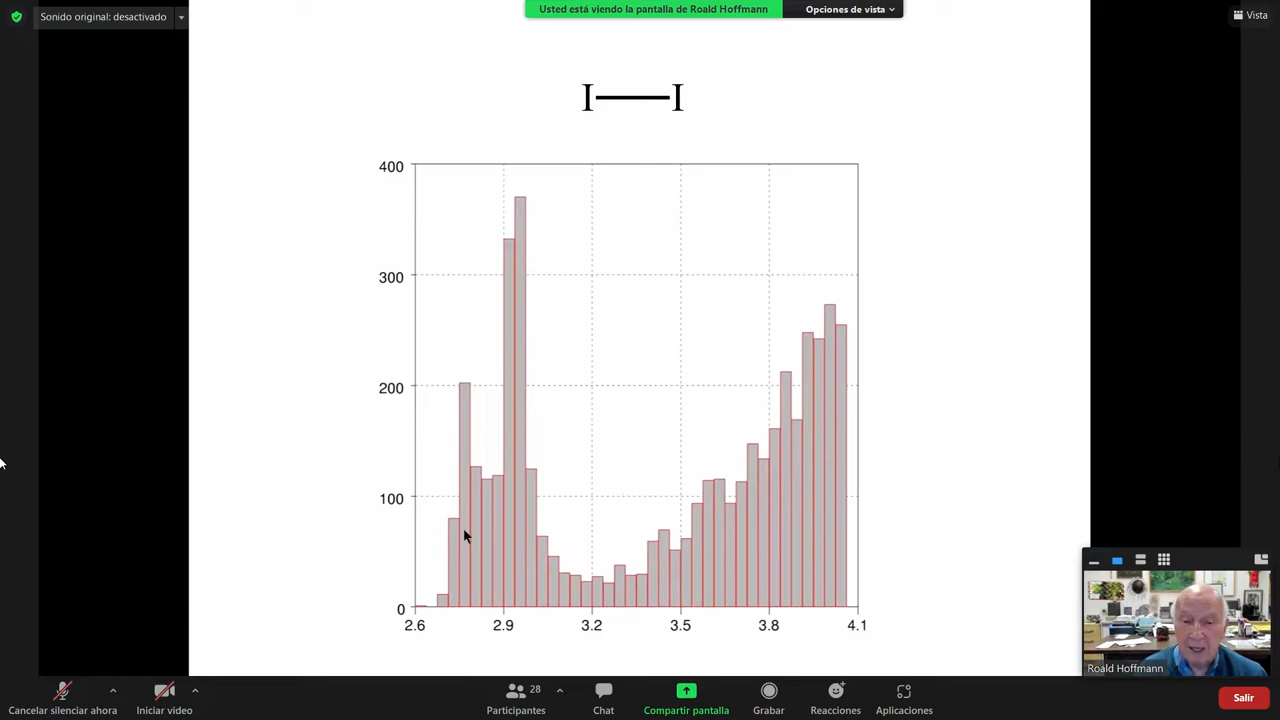 Sonido original: desactivado
Usted está viendo la pantalla de Roald Hoffmann
Opciones de vista
Vista
I—I
400
300
200
100
0
2.6 2.9 3.2 3.5 3.8 4.1
Roald Hoffmann
28
Cancelar silenciar ahora
Iniciar video
Participantes
Chat
Compartir pantalla
Grabar
Reacciones
Aplicaciones
Salir